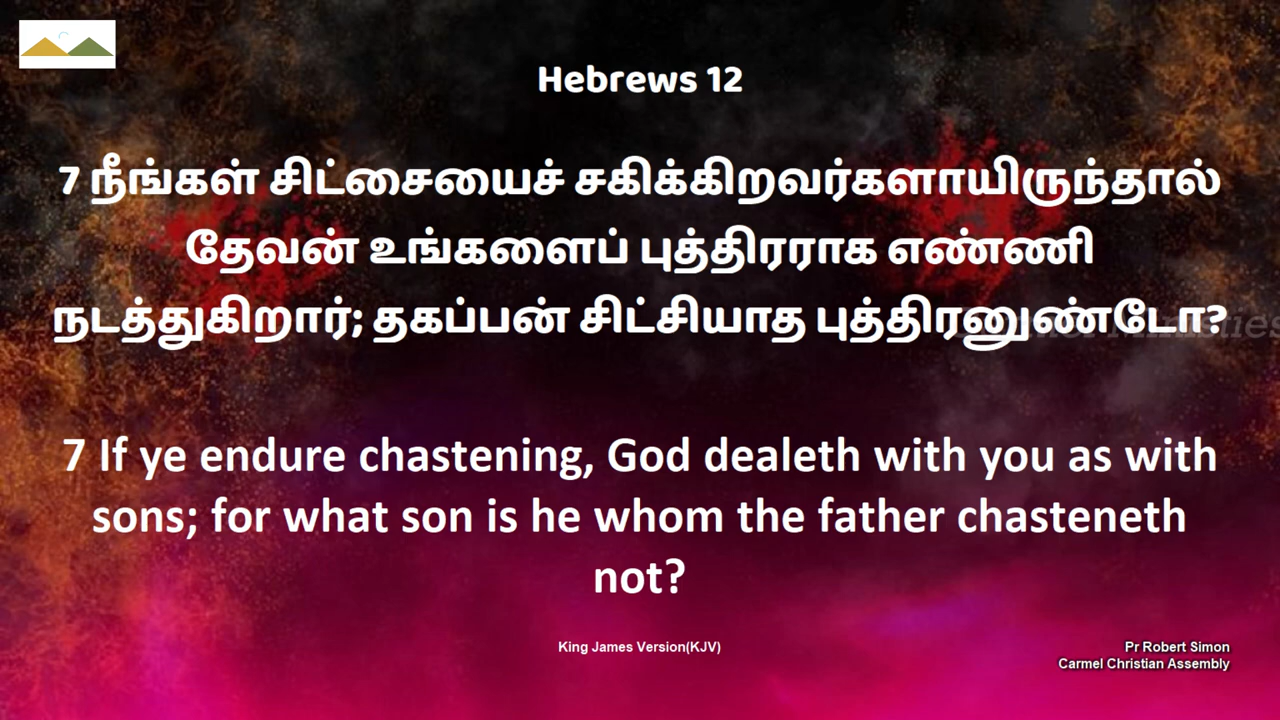 Hebrews 12
7 நீங்கள் சிட்சையைச் சகிக்கிறவர்களாயிருந்தால்
தேவன் உங்களைப் புத்திரராக எண்ணி
நடத்துகிறார்; தகப்பன் சிட்சியாத புத்திரனுண்டோ?
7 If ye endure chastening, God dealeth with you as with
sons; for what son is he whom the father chasteneth
not?
King James Version(KJV)
Pr Robert Simon
Carmel Christian Assembly